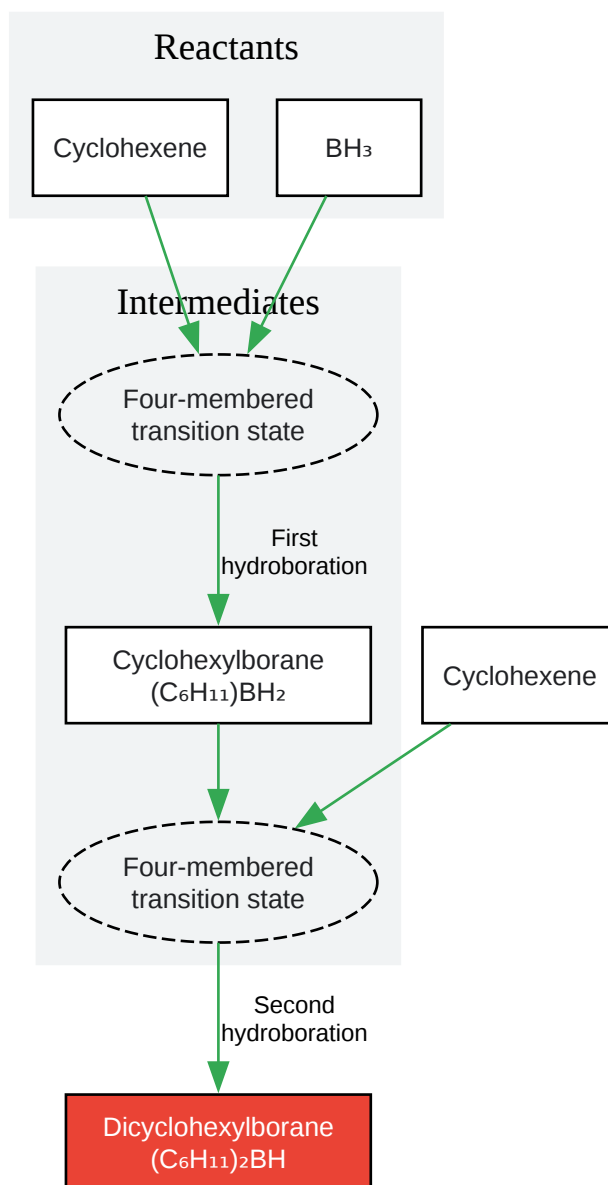 Reactants
Cyclohexene
BH₃
Intermediates
Four-membered
transition state
First
hydroboration
Cyclohexylborane
(C₆H₁₁)BH₂
Cyclohexene
Four-membered
transition state
Second
hydroboration
Dicyclohexylborane
(C₆H₁₁)₂BH